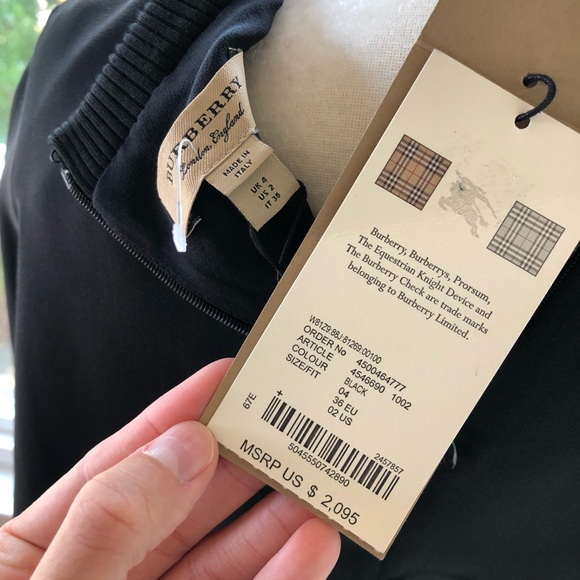 BURBERRY
London, England
MADE IN
ITALY
UK 4
US 2
IT 36
Burberry, Burberrys, Prorsum,
The Equestrian Knight Device and
The Burberry Check are trade marks
belonging to Burberry Limited.
W81Z9:88J/81269/00100
ORDER No 4500464777
ARTICLE 4546690 1002
COLOUR BLACK
SIZE/FIT 04
36 EU
02 US
67E
+
2457857
5045550742890
MSRP US $ 2,095